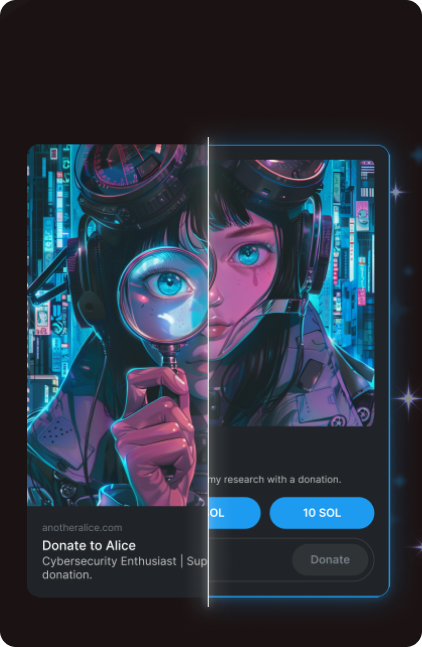 my research with a donation.
OL
10 SOL
anotheralice.com
Donate to Alice
Donate
Cybersecurity Enthusiast | Sup
donation.